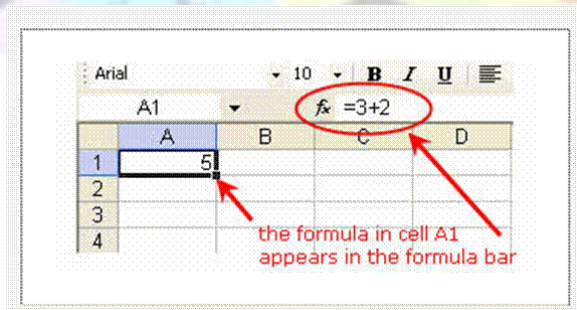 Arial 10 B I U
A1 fx =3+2
A B C D
1 5
2
3
4
the formula in cell A1
appears in the formula bar